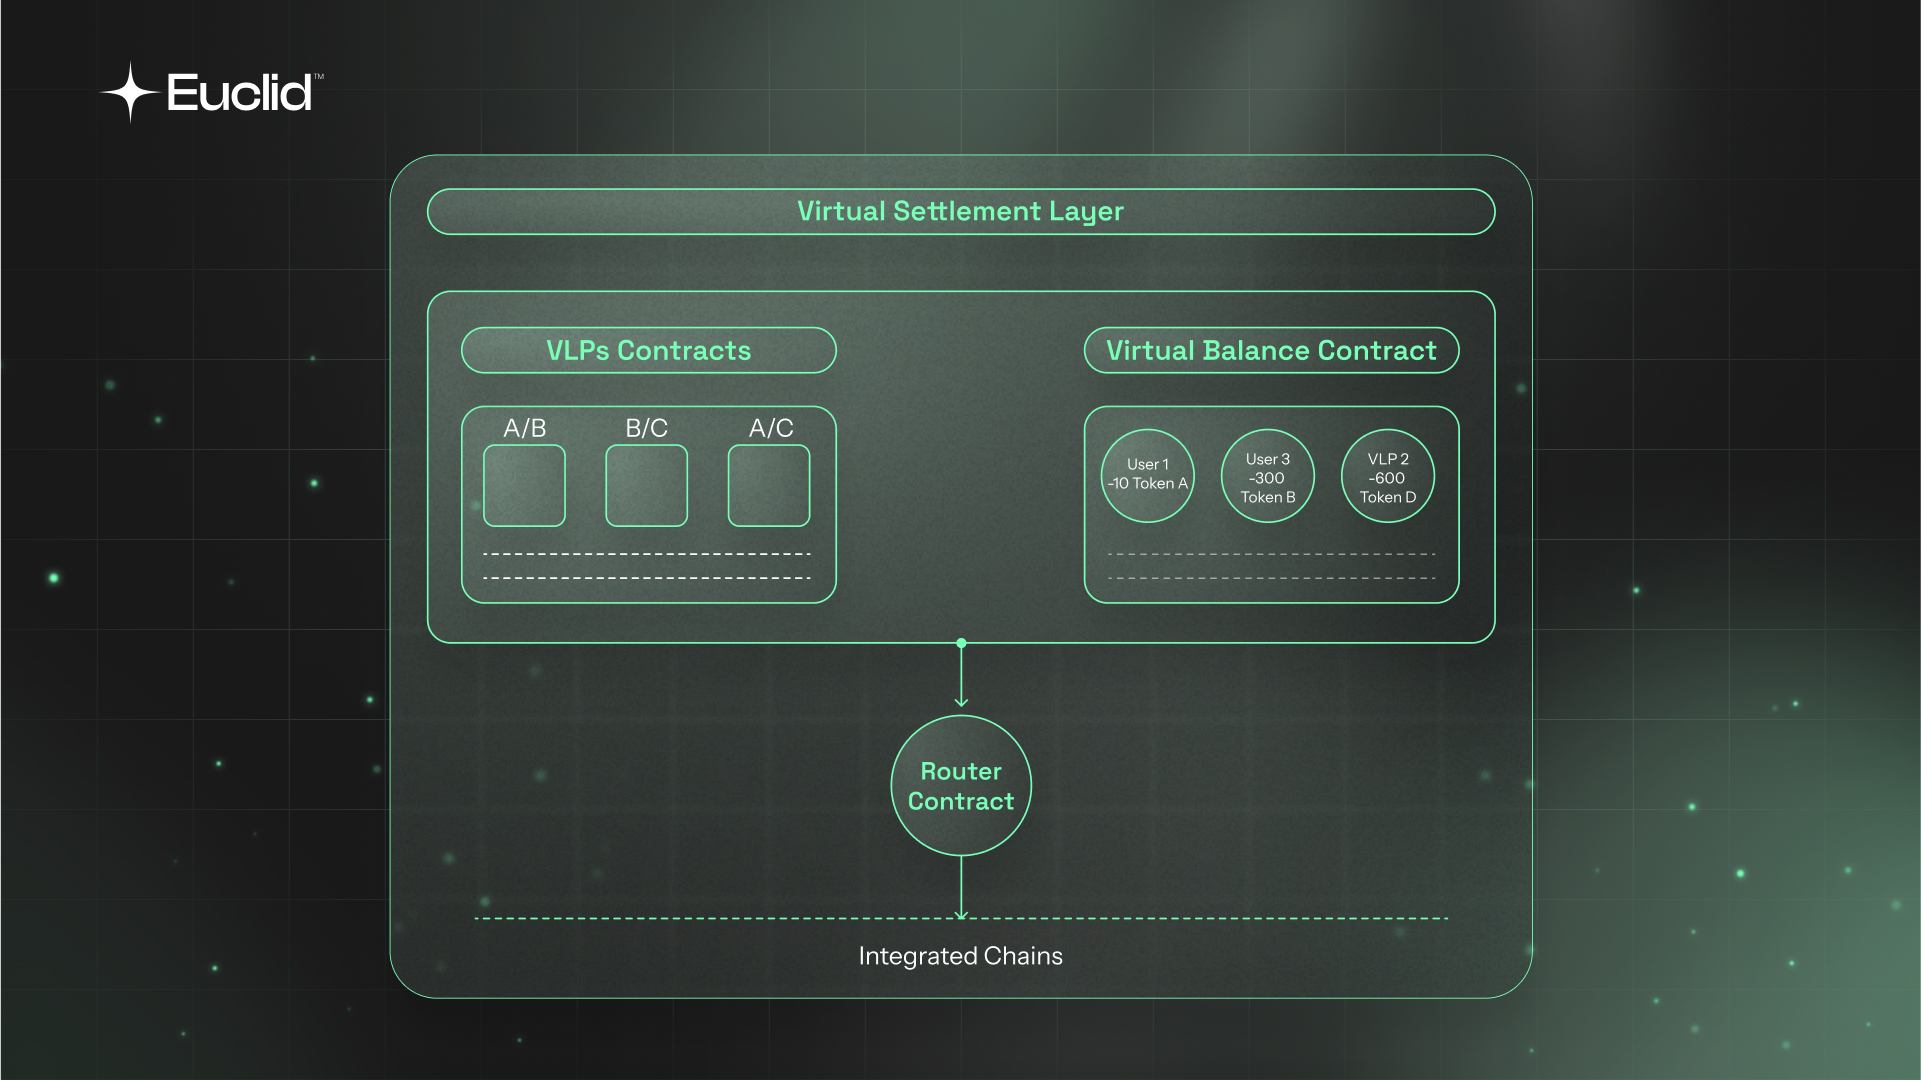 Euclid™
Virtual Settlement Layer
VLPs Contracts
Virtual Balance Contract
A/B
B/C
A/C
User 1
-10 Token A
User 3
-300
Token B
VLP 2
-600
Token D
Router
Contract
Integrated Chains